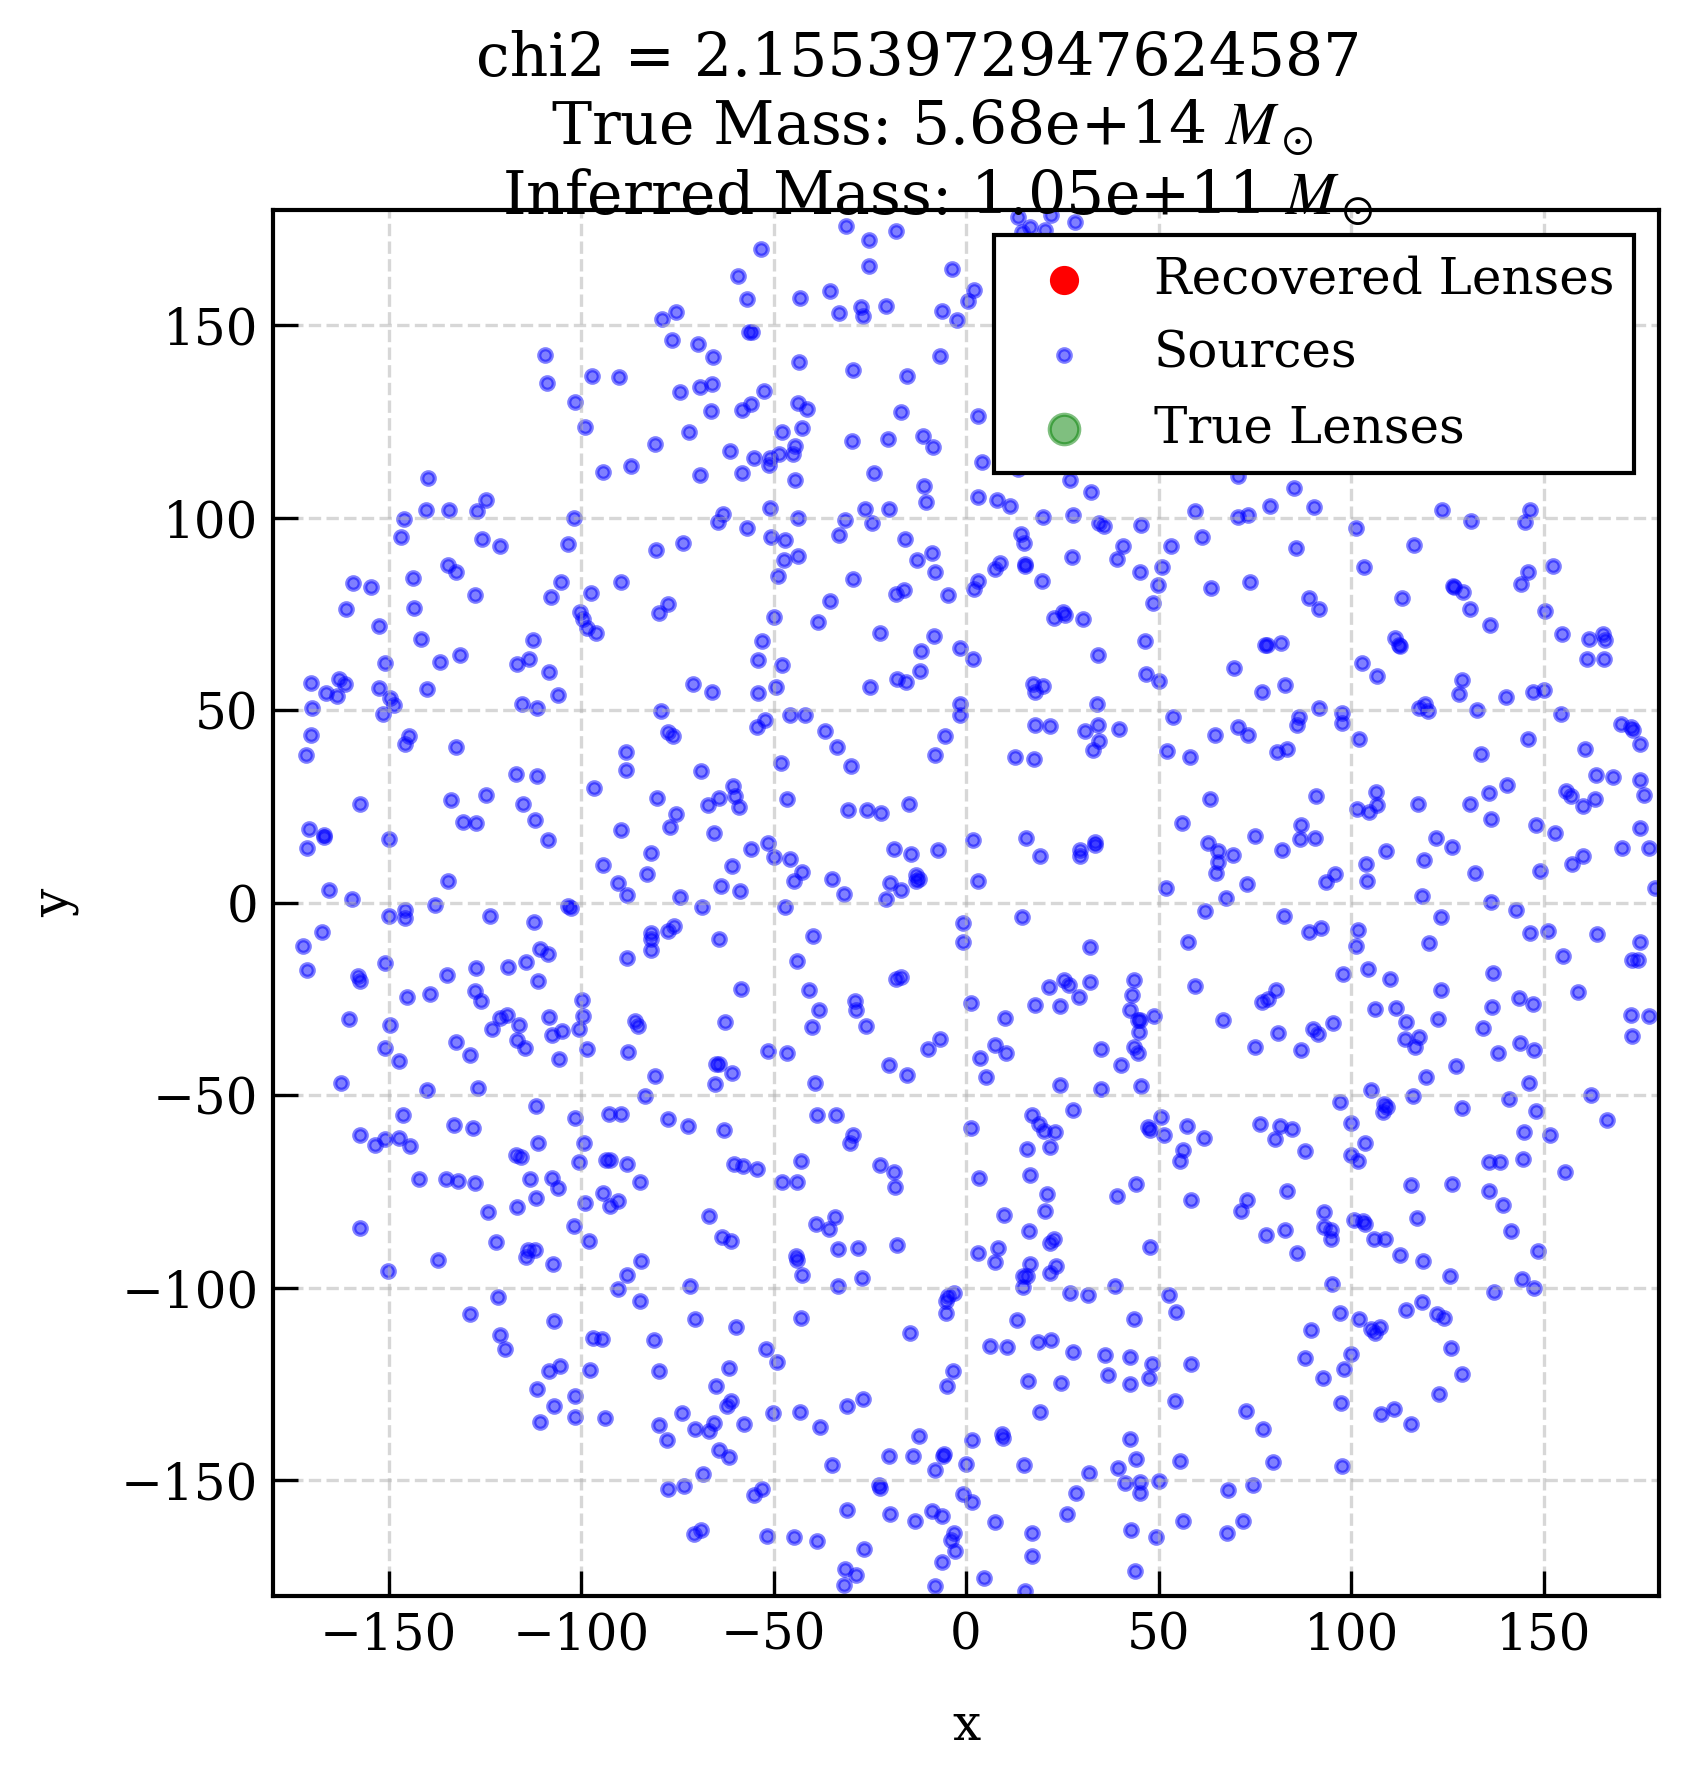 chi2 = 2.1553972947624587
True Mass: 5.68e+14 M⊙
Inferred Mass: 1.05e+11 M⊙
Recovered Lenses
Sources
True Lenses
150
100
50
0
−50
−100
−150
y
−150 −100 −50 0 50 100 150
x